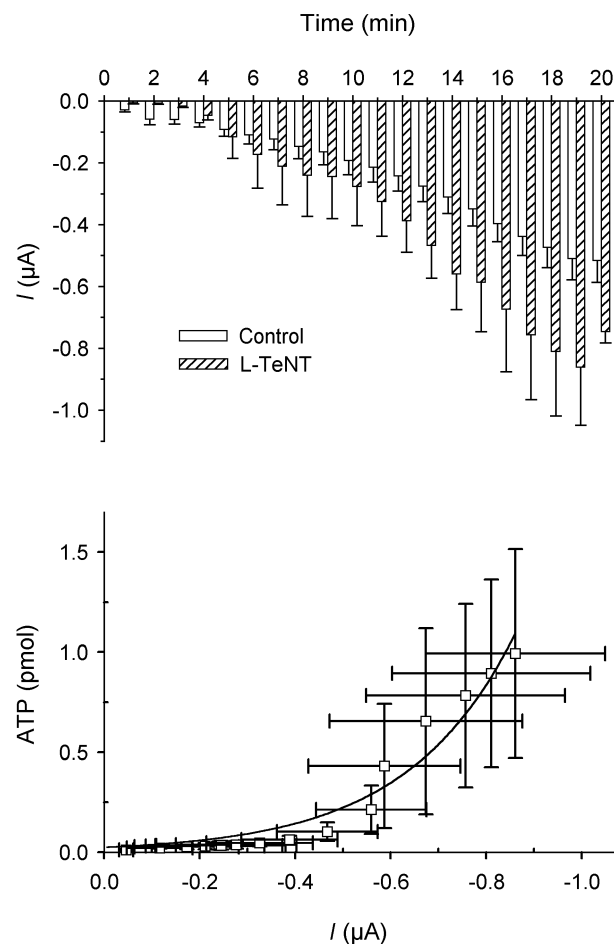 Time (min)
0 2 4 6 8 10 12 14 16 18 20
0.0
-0.2
-0.4
-0.6
-0.8
-1.0
I (µA)
Control
L-TeNT
1.5
1.0
0.5
0.0
ATP (pmol)
0.0 -0.2 -0.4 -0.6 -0.8 -1.0
I (µA)